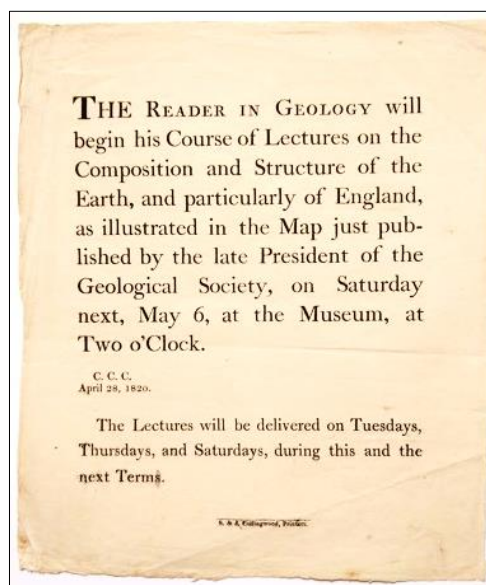 THE READER IN GEOLOGY will
begin his Course of Lectures on the
Composition and Structure of the
Earth, and particularly of England,
as illustrated in the Map just pub-
lished by the late President of the
Geological Society, on Saturday
next, May 6, at the Museum, at
Two o'Clock.
C. C. C.
April 28, 1820.
The Lectures will be delivered on Tuesdays,
Thursdays, and Saturdays, during this and the
next Terms.
S. & J. Collingwood, Printers.